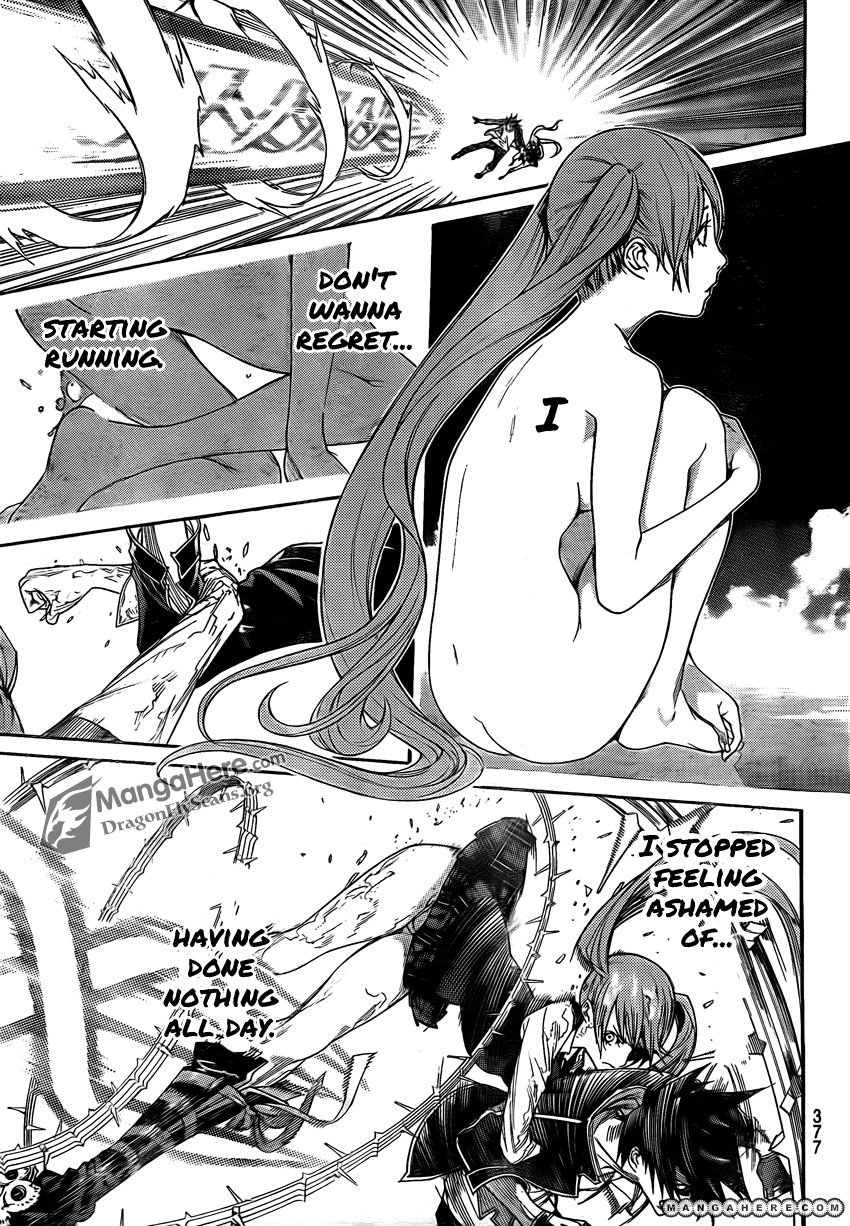 DON'T
WANNA
REGRET...
STARTING
RUNNING.
I
MangaHere.com
DragonHyScans.org
I STOPPED
FEELING
ASHAMED
OF...
HAVING
DONE
NOTHING
ALL DAY.
377
MANGAHERE.COM